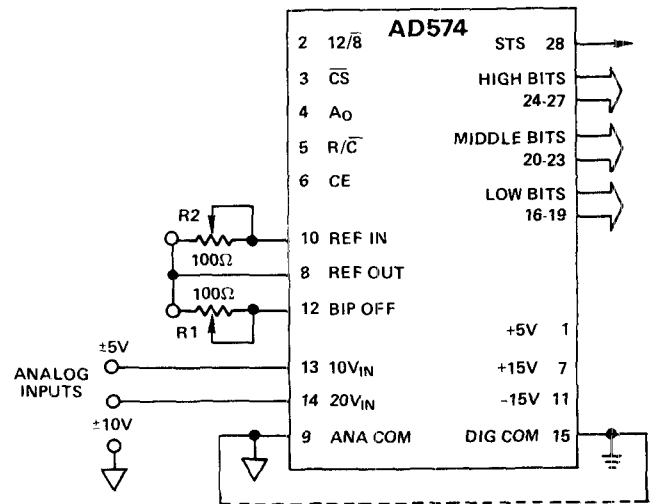 AD574
2 12/8̅
3 C̅S̅
4 A₀
5 R/C̅
6 CE
R2
100Ω
10 REF IN
8 REF OUT
100Ω
R1
12 BIP OFF
ANALOG
INPUTS
±5V
13 10VIN
14 20VIN
±10V
9 ANA COM
STS 28
HIGH BITS
24-27
MIDDLE BITS
20-23
LOW BITS
16-19
+5V 1
+15V 7
-15V 11
DIG COM 15